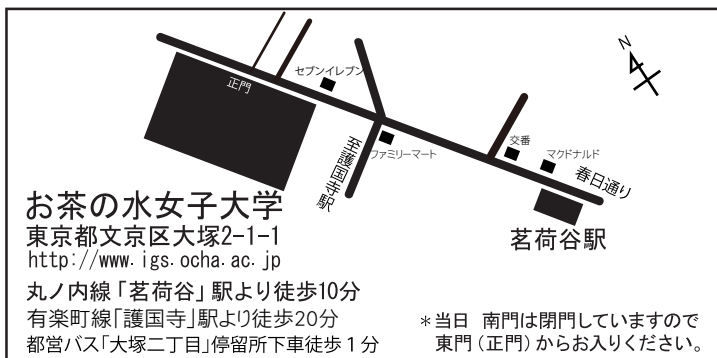 N
正門
セブンイレブン
至護国寺駅
ファミリーマート
交番
マクドナルド
春日通り
茗荷谷駅
お茶の水女子大学
東京都文京区大塚2-1-1
http://www.igs.ocha.ac.jp
丸ノ内線「茗荷谷」駅より徒歩10分
有楽町線「護国寺」駅より徒歩20分
都営バス「大塚二丁目」停留所下車徒歩1分
*当日 南門は閉門していますので
東門(正門)からお入りください。